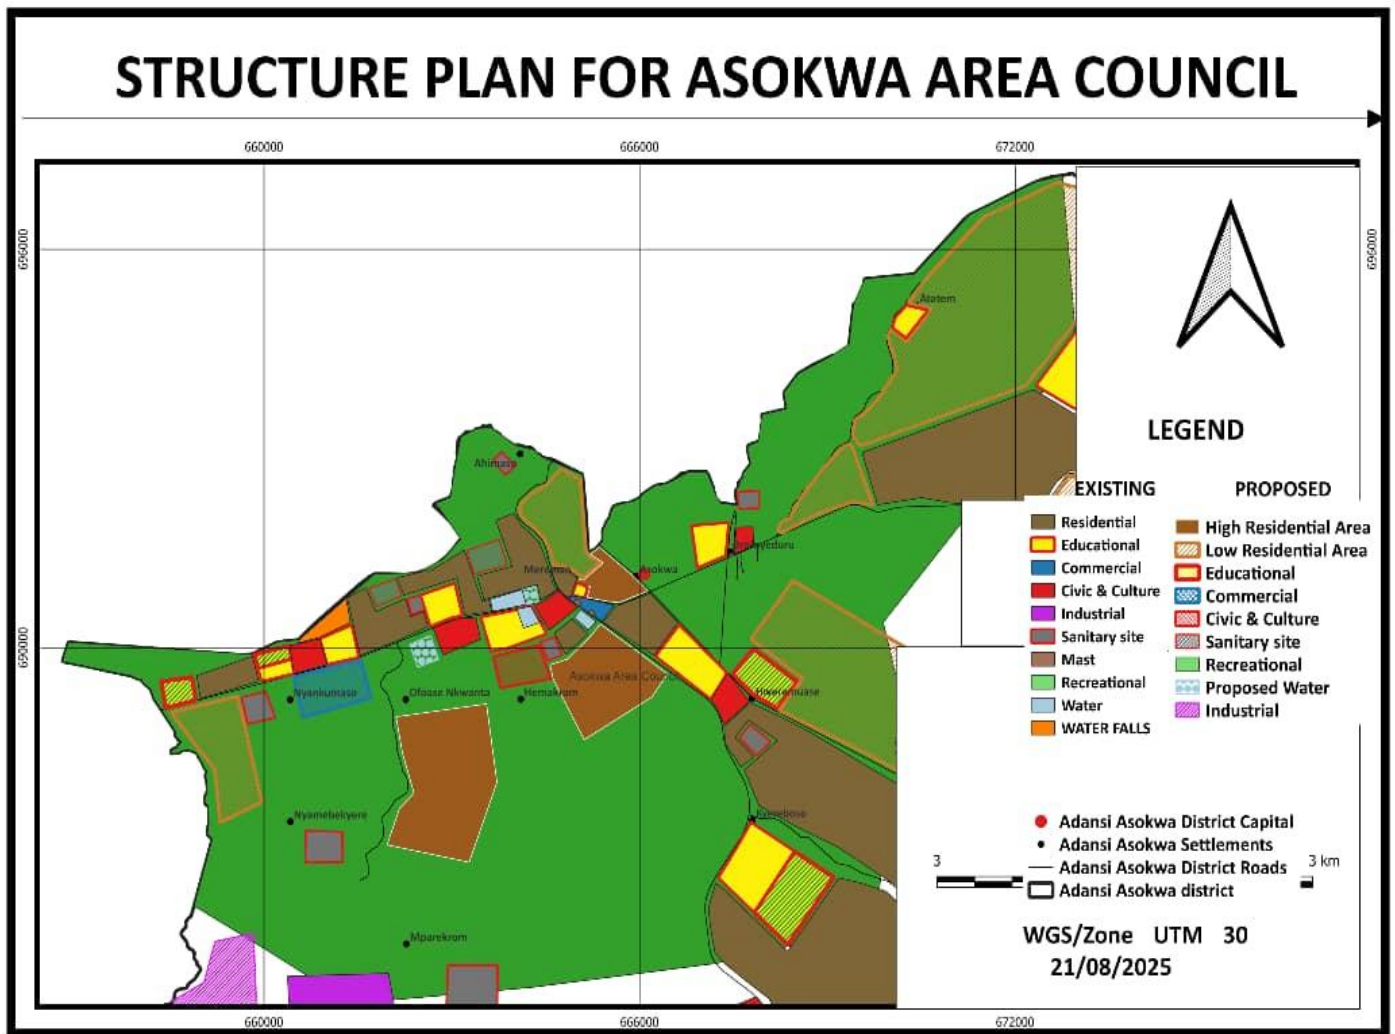 STRUCTURE PLAN FOR ASOKWA AREA COUNCIL
660000 666000 672000
696000 696000
690000
Atatem
Ahimaso
Asokwa
Asokwa Area Counc
Nyankumaso
Ofoase Nkwanta
Hemakrom
Nyamebekyere
Mparekrom
LEGEND
EXISTING PROPOSED
Residential
Educational
Commercial
Civic & Culture
Industrial
Sanitary site
Mast
Recreational
Water
WATER FALLS
High Residential Area
Low Residential Area
Educational
Commercial
Civic & Culture
Sanitary site
Recreational
Proposed Water
Industrial
Adansi Asokwa District Capital
Adansi Asokwa Settlements
Adansi Asokwa District Roads
Adansi Asokwa district
3 3 km
WGS/Zone UTM 30
21/08/2025
660000 666000 672000